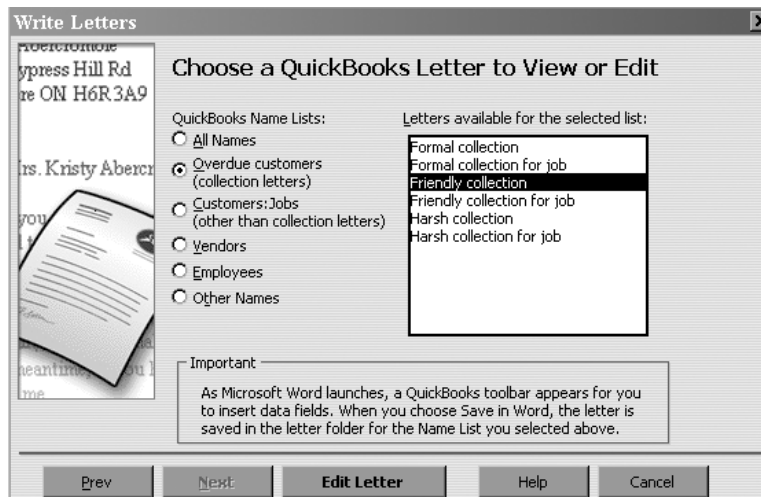 Write Letters
ypress Hill Rd
re ON H6R3A9
rs. Kristy Abercr
you
Choose a QuickBooks Letter to View or Edit
QuickBooks Name Lists:
All Names
Overdue customers
(collection letters)
Customers:Jobs
(other than collection letters)
Vendors
Employees
Other Names
Letters available for the selected list:
Formal collection
Formal collection for job
Friendly collection
Friendly collection for job
Harsh collection
Harsh collection for job
Important
As Microsoft Word launches, a QuickBooks toolbar appears for you
to insert data fields. When you choose Save in Word, the letter is
saved in the letter folder for the Name List you selected above.
Prev
Next
Edit Letter
Help
Cancel